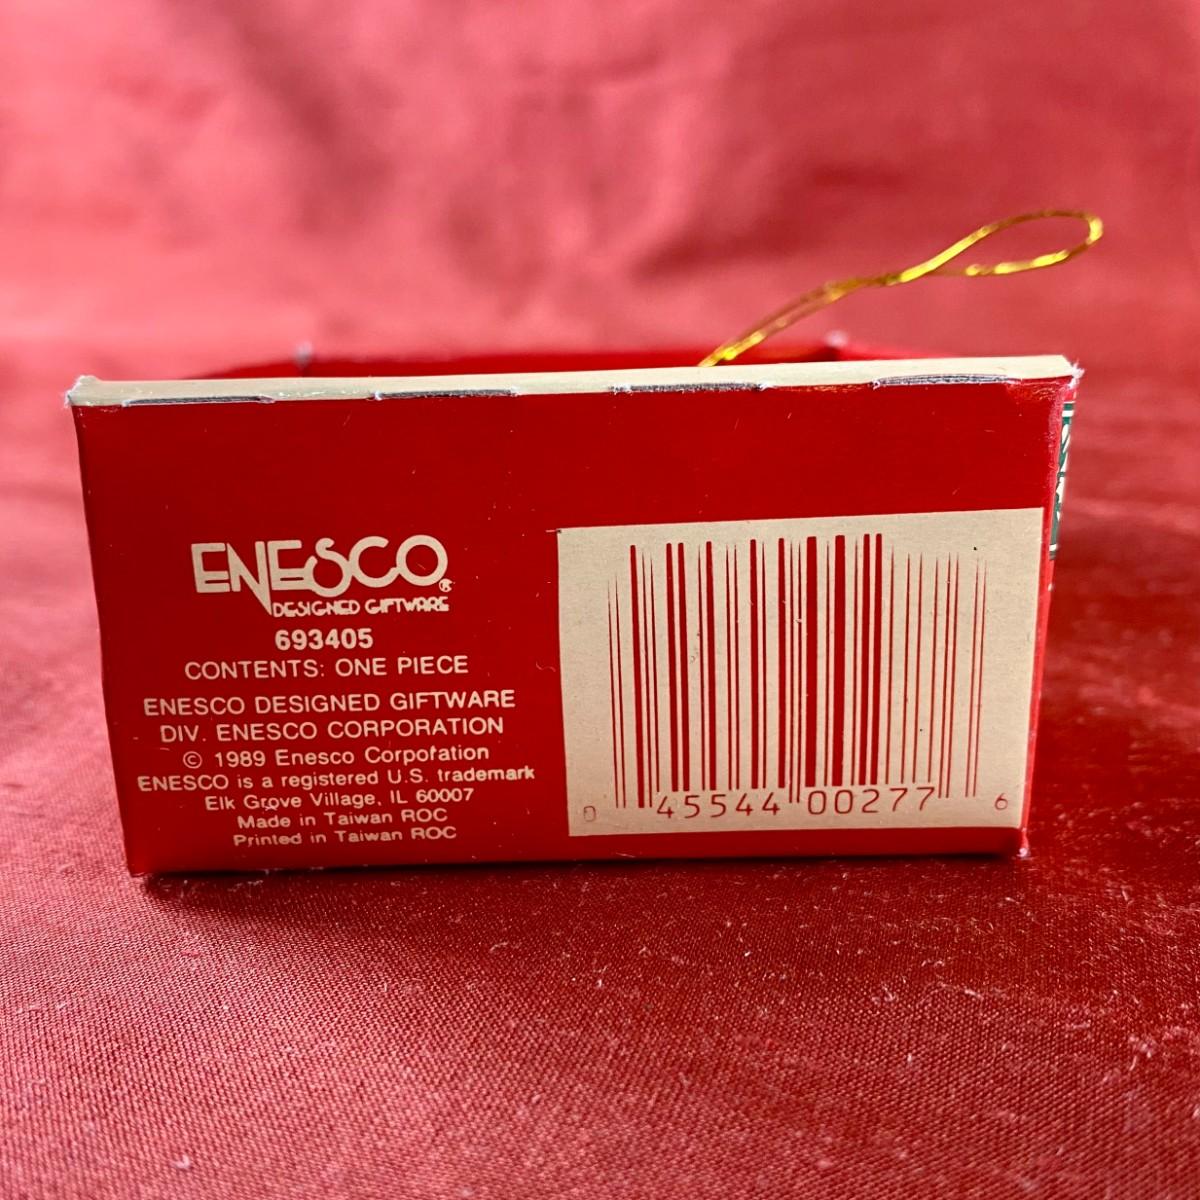 ENESCO®
DESIGNED GIFTWARE
693405
CONTENTS: ONE PIECE
ENESCO DESIGNED GIFTWARE
DIV. ENESCO CORPORATION
© 1989 Enesco Corporation
ENESCO is a registered U.S. trademark
Elk Grove Village, IL 60007
Made in Taiwan ROC
Printed in Taiwan ROC
0 45544 00277 6